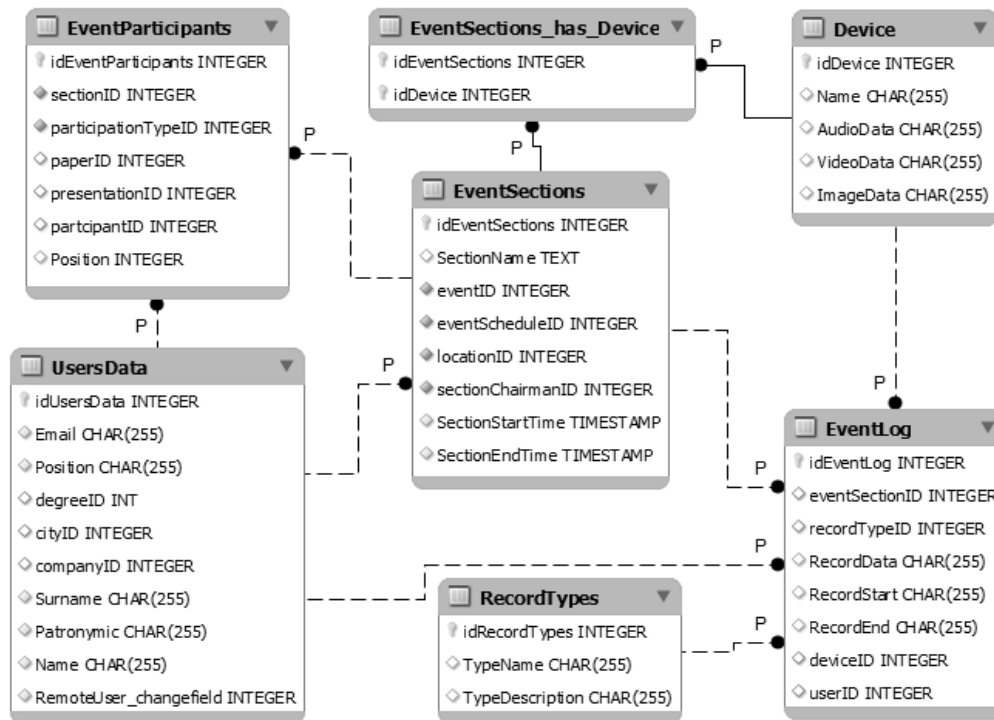 EventParticipants
idEventParticipants INTEGER
sectionID INTEGER
participationTypeID INTEGER
paperID INTEGER
presentationID INTEGER
partcipantID INTEGER
Position INTEGER
P
P
EventSections_has_Device
idEventSections INTEGER
idDevice INTEGER
P
P
Device
idDevice INTEGER
Name CHAR(255)
AudioData CHAR(255)
VideoData CHAR(255)
ImageData CHAR(255)
P
EventSections
idEventSections INTEGER
SectionName TEXT
eventID INTEGER
eventScheduleID INTEGER
locationID INTEGER
sectionChairmanID INTEGER
SectionStartTime TIMESTAMP
SectionEndTime TIMESTAMP
P
UsersData
idUsersData INTEGER
Email CHAR(255)
Position CHAR(255)
degreeID INT
cityID INTEGER
companyID INTEGER
Surname CHAR(255)
Patronymic CHAR(255)
Name CHAR(255)
RemoteUser_changefield INTEGER
RecordTypes
idRecordTypes INTEGER
TypeName CHAR(255)
TypeDescription CHAR(255)
P
P
P
EventLog
idEventLog INTEGER
eventSectionID INTEGER
recordTypeID INTEGER
RecordData CHAR(255)
RecordStart CHAR(255)
RecordEnd CHAR(255)
deviceID INTEGER
userID INTEGER